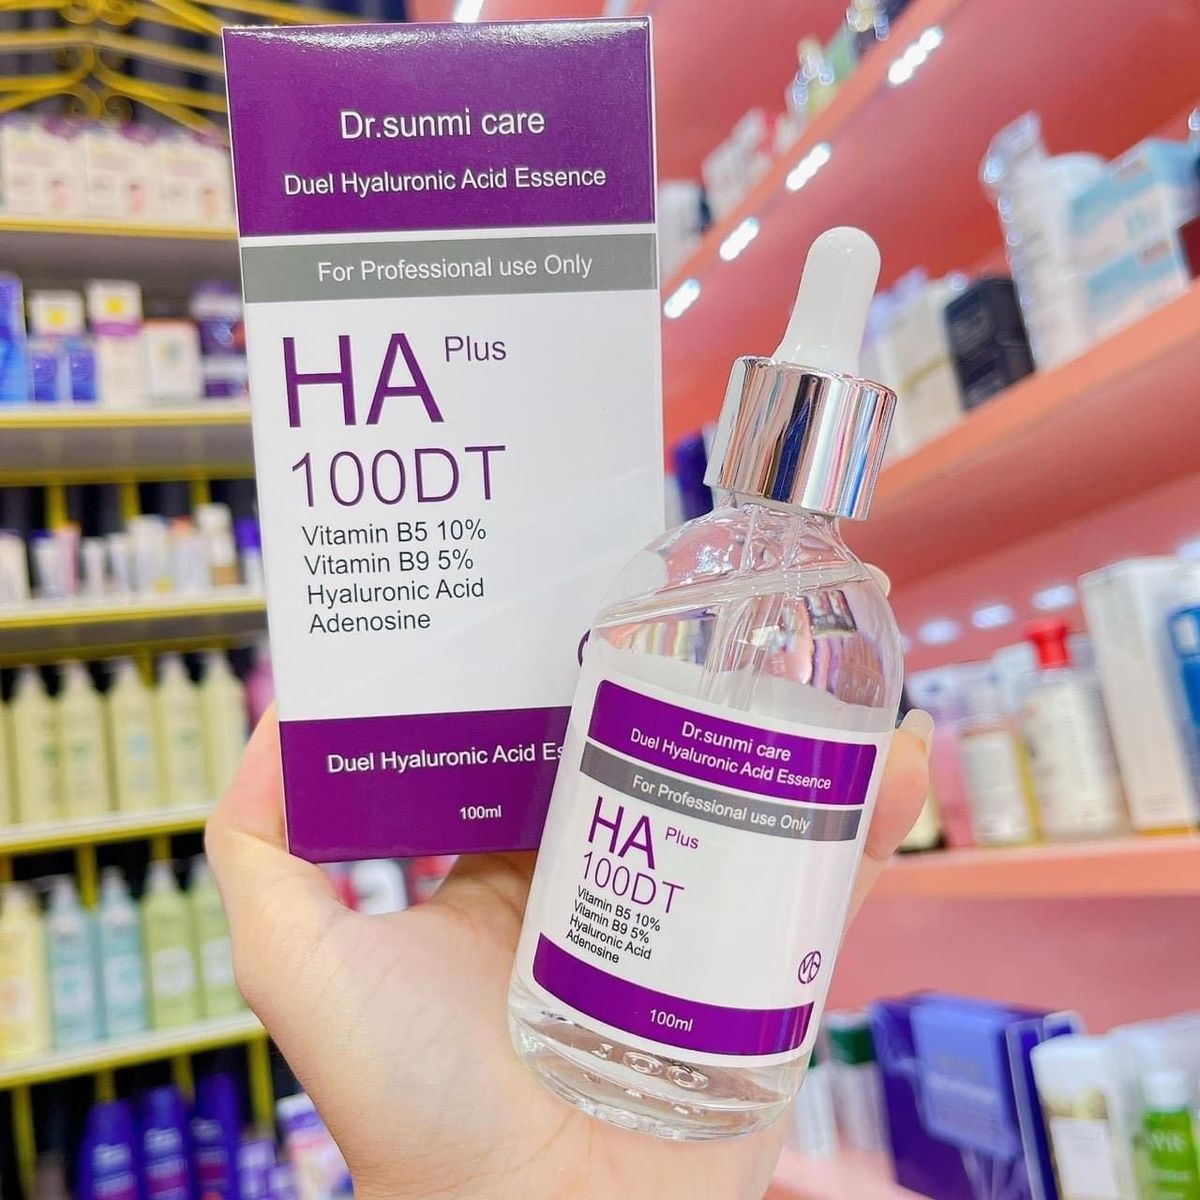 Dr.sunmi care
Duel Hyaluronic Acid Essence
For Professional use Only
HA Plus
100DT
Vitamin B5 10%
Vitamin B9 5%
Hyaluronic Acid
Adenosine
Duel Hyaluronic Acid Es
100ml
Dr.sunmi care
Duel Hyaluronic Acid Essence
For Professional use Only
HA Plus
100DT
Vitamin B5 10%
Vitamin B9 5%
Hyaluronic Acid
Adenosine
100ml
100